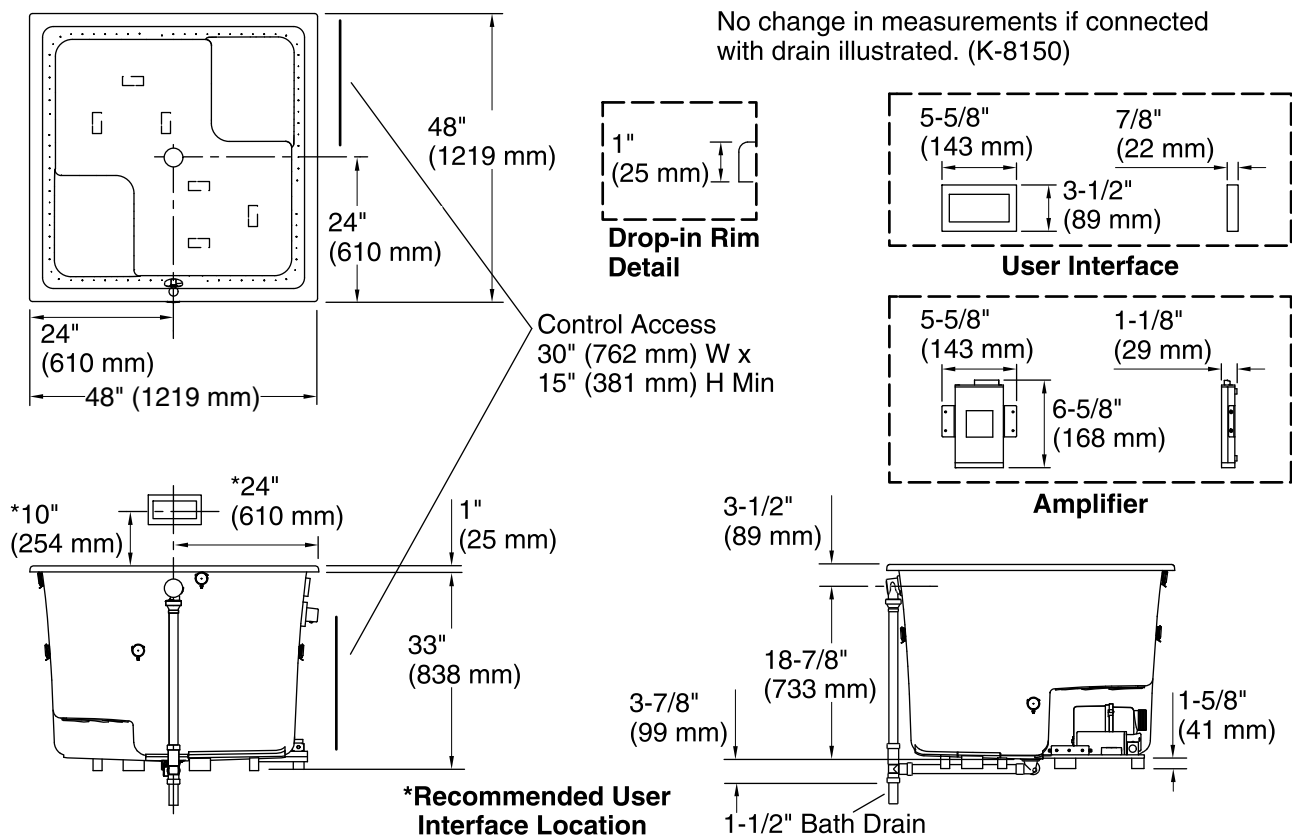 No change in measurements if connected
with drain illustrated. (K-8150)
48"
(1219 mm)
24"
(610 mm)
24"
(610 mm)
48" (1219 mm)
1"
(25 mm)
Drop-in Rim
Detail
5-5/8"
(143 mm)
7/8"
(22 mm)
3-1/2"
(89 mm)
User Interface
Control Access
30" (762 mm) W x
15" (381 mm) H Min
5-5/8"
(143 mm)
1-1/8"
(29 mm)
6-5/8"
(168 mm)
Amplifier
*10"
(254 mm)
*24"
(610 mm)
1"
(25 mm)
33"
(838 mm)
*Recommended User
Interface Location
3-1/2"
(89 mm)
18-7/8"
(733 mm)
3-7/8"
(99 mm)
1-5/8"
(41 mm)
1-1/2" Bath Drain